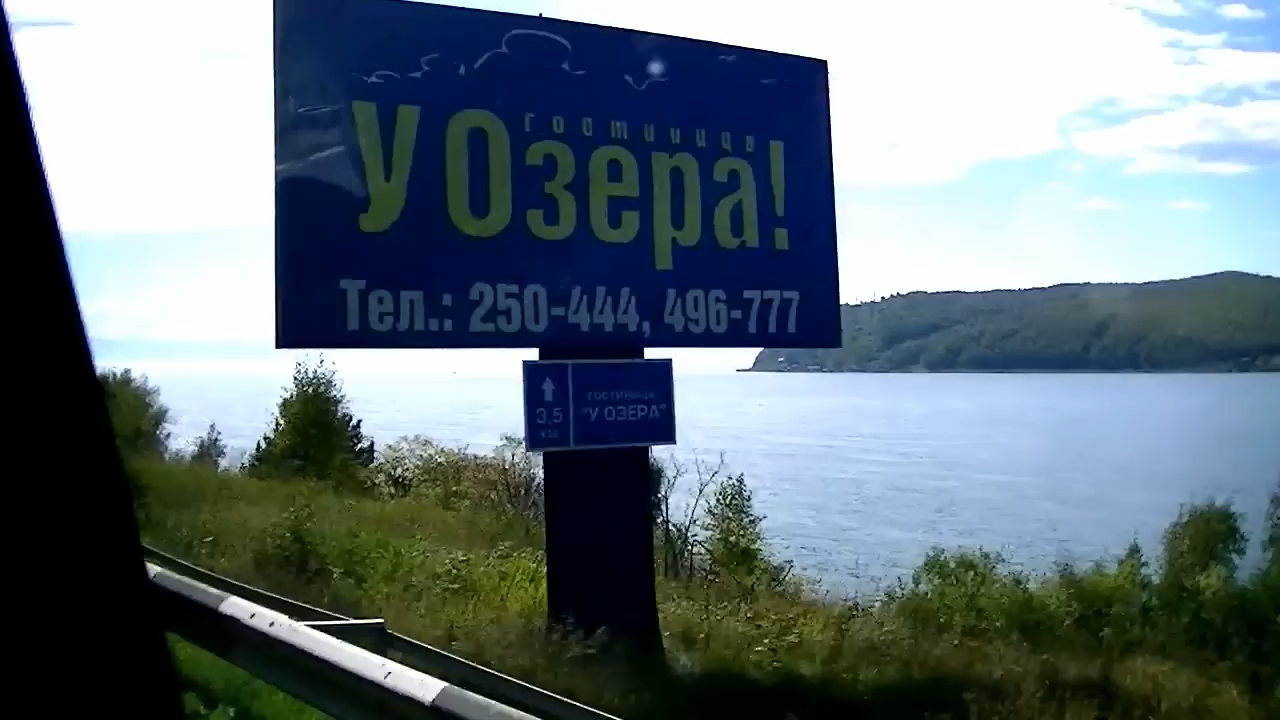 гостиница
У Озера!
Тел.: 250-444, 496-777
3,5
км
гостиница
"У ОЗЕРА"